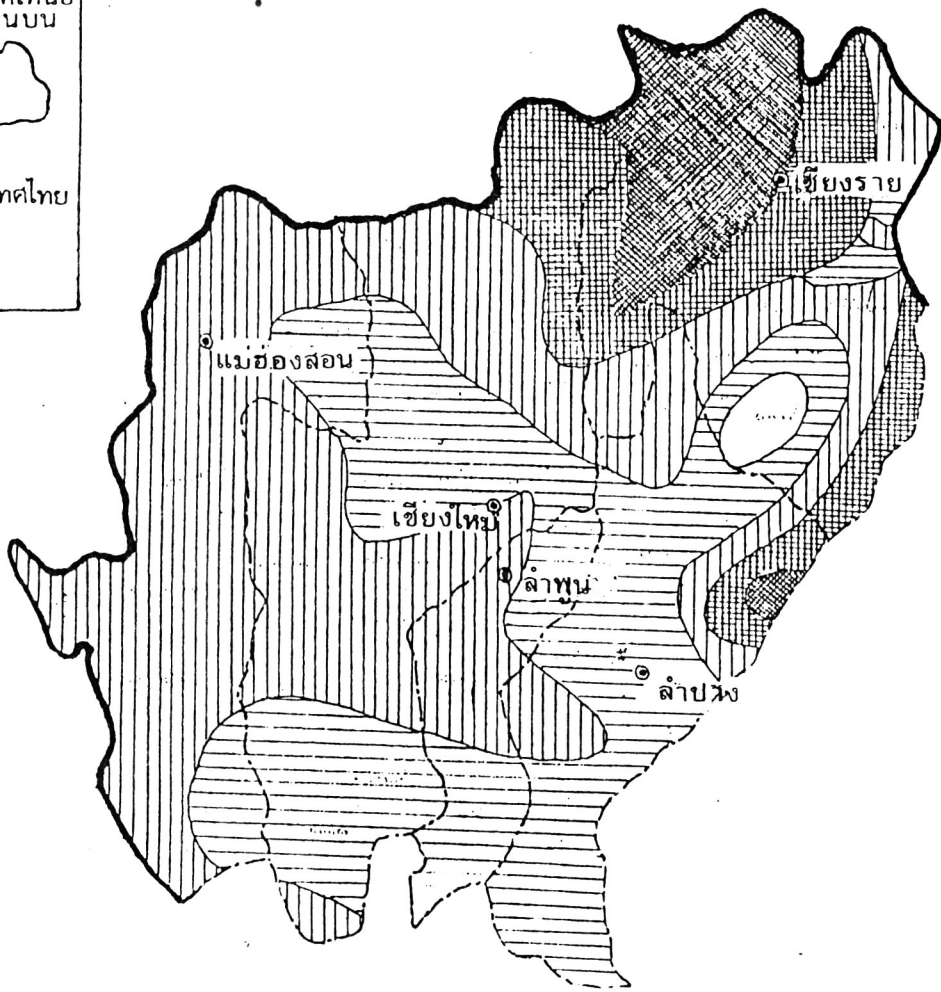 นบน
ทศไทย
เชียงราย
แม่ฮ่องสอน
เชียงใหม่
ลำพูน
ลำปาง